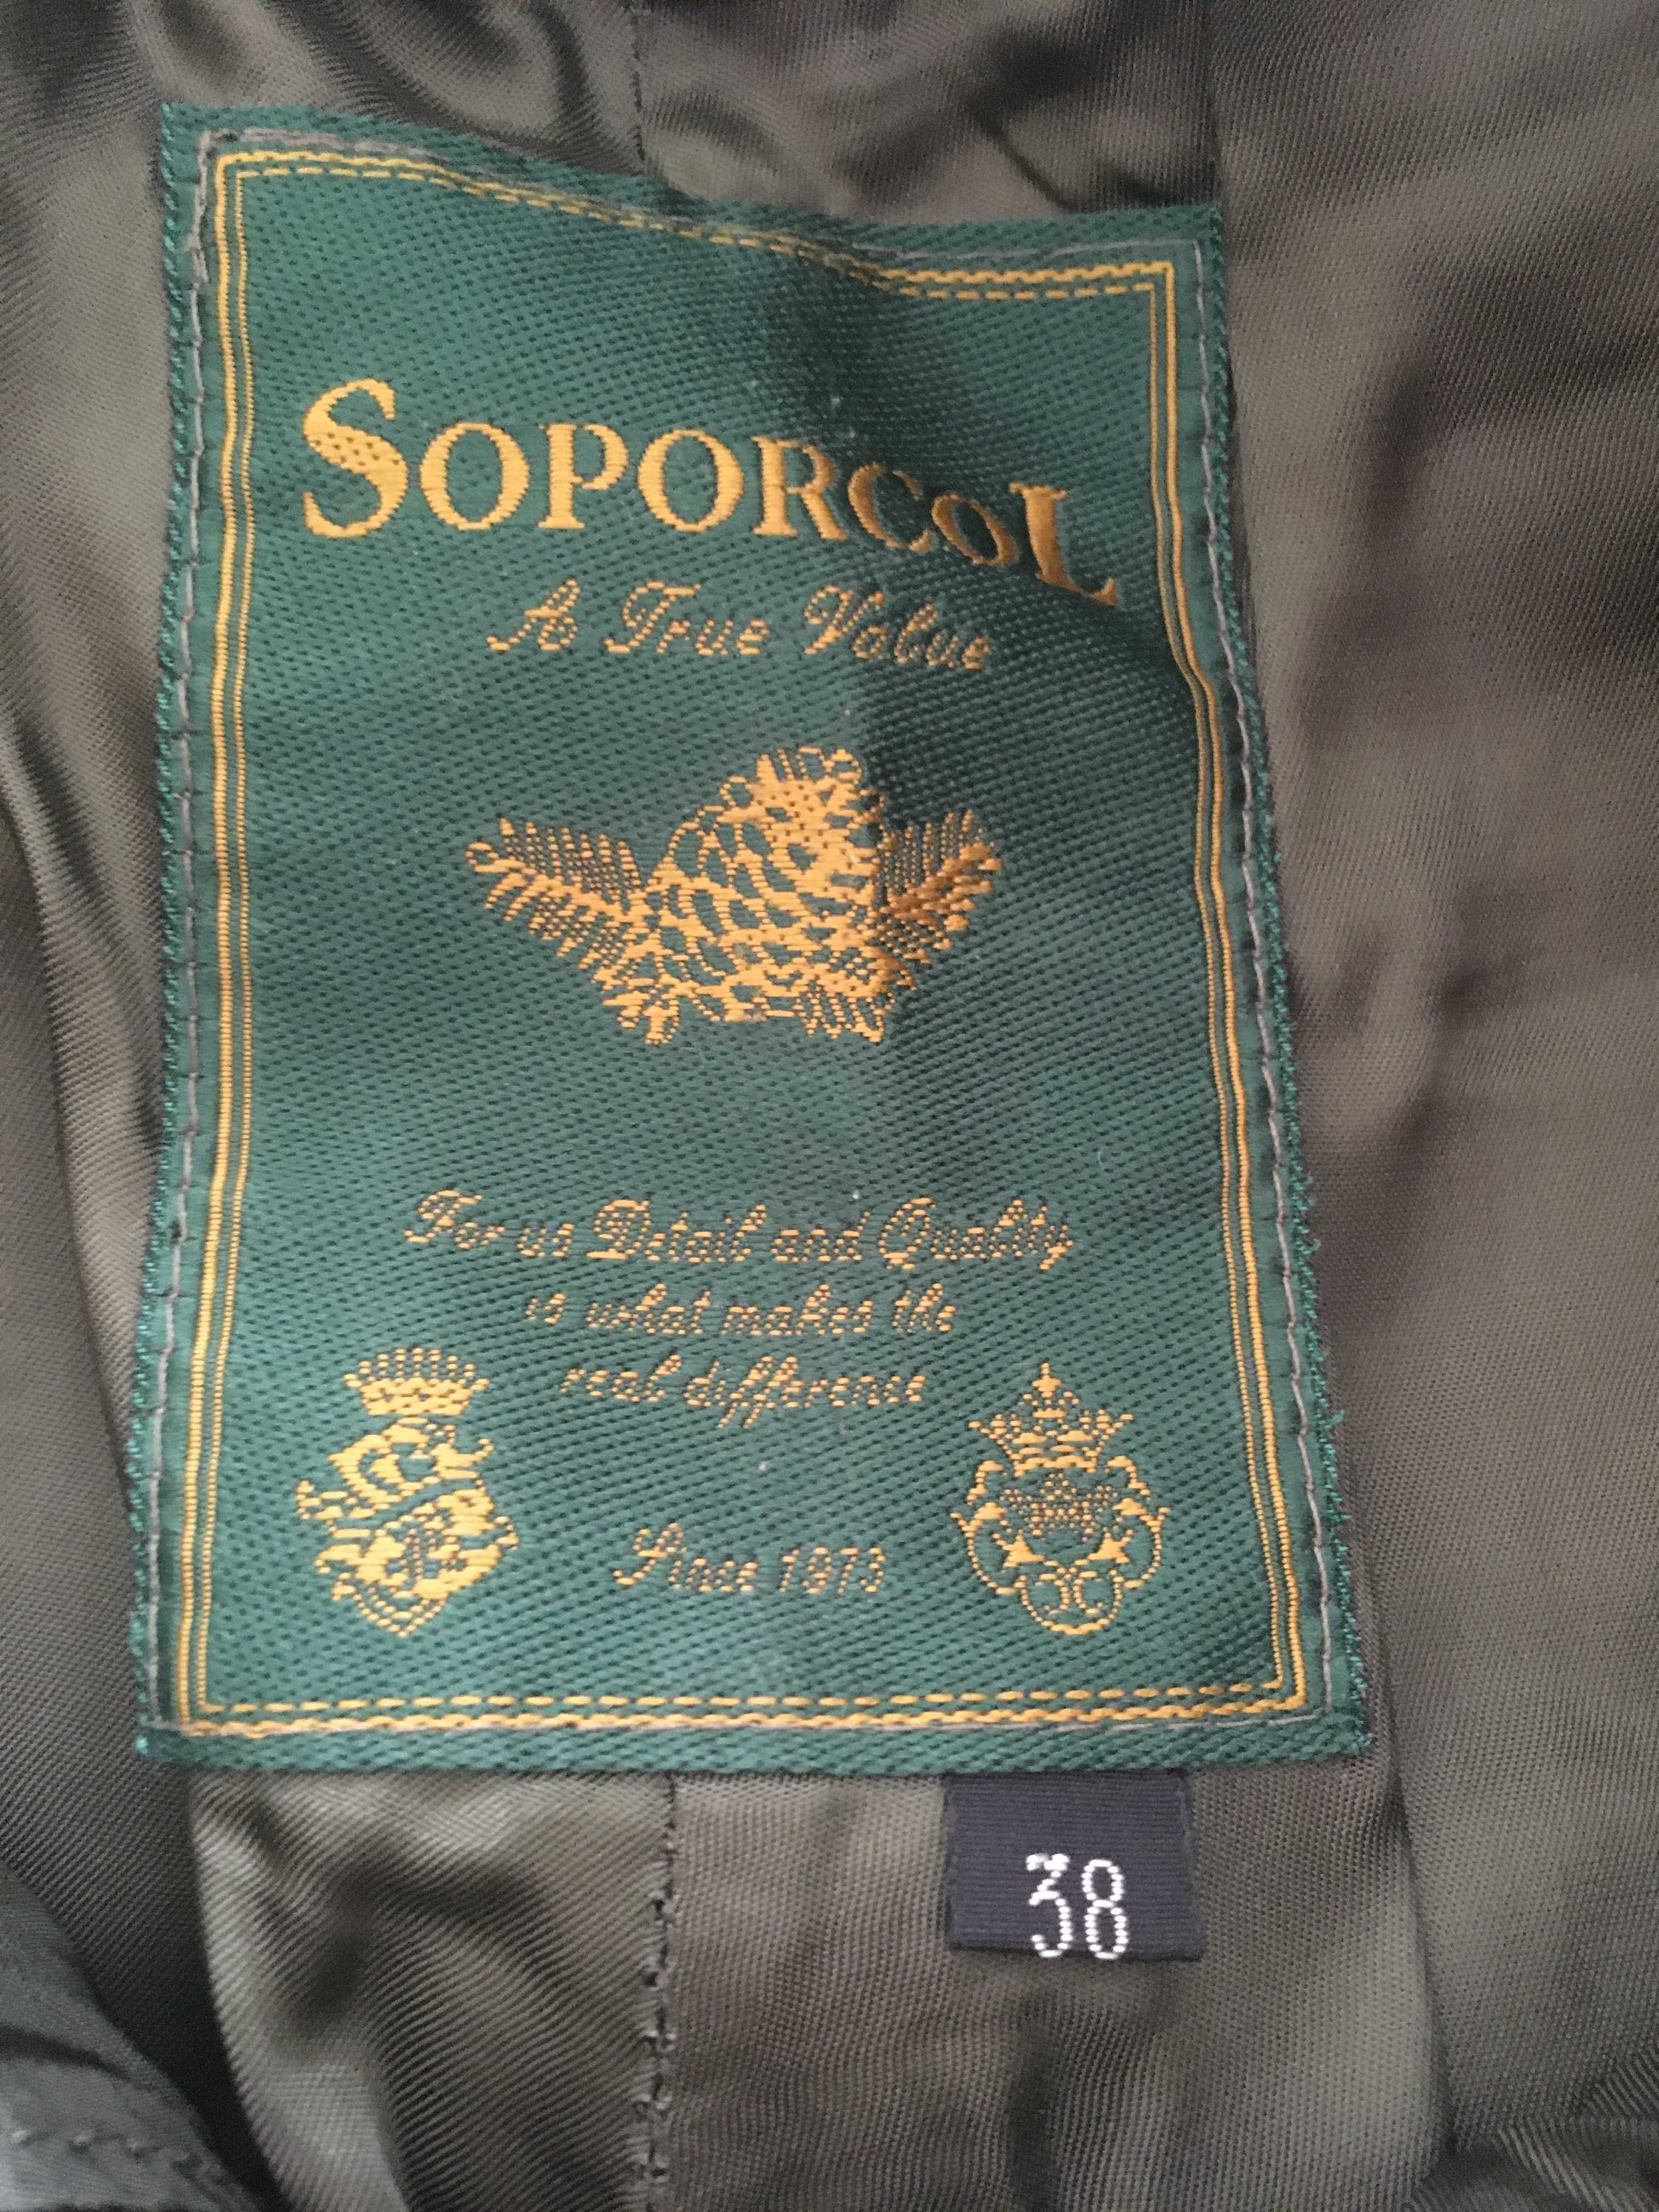 SOPORCOL
A True Value
For us Detail and Quality
is what makes the
real difference
Since 1973
38